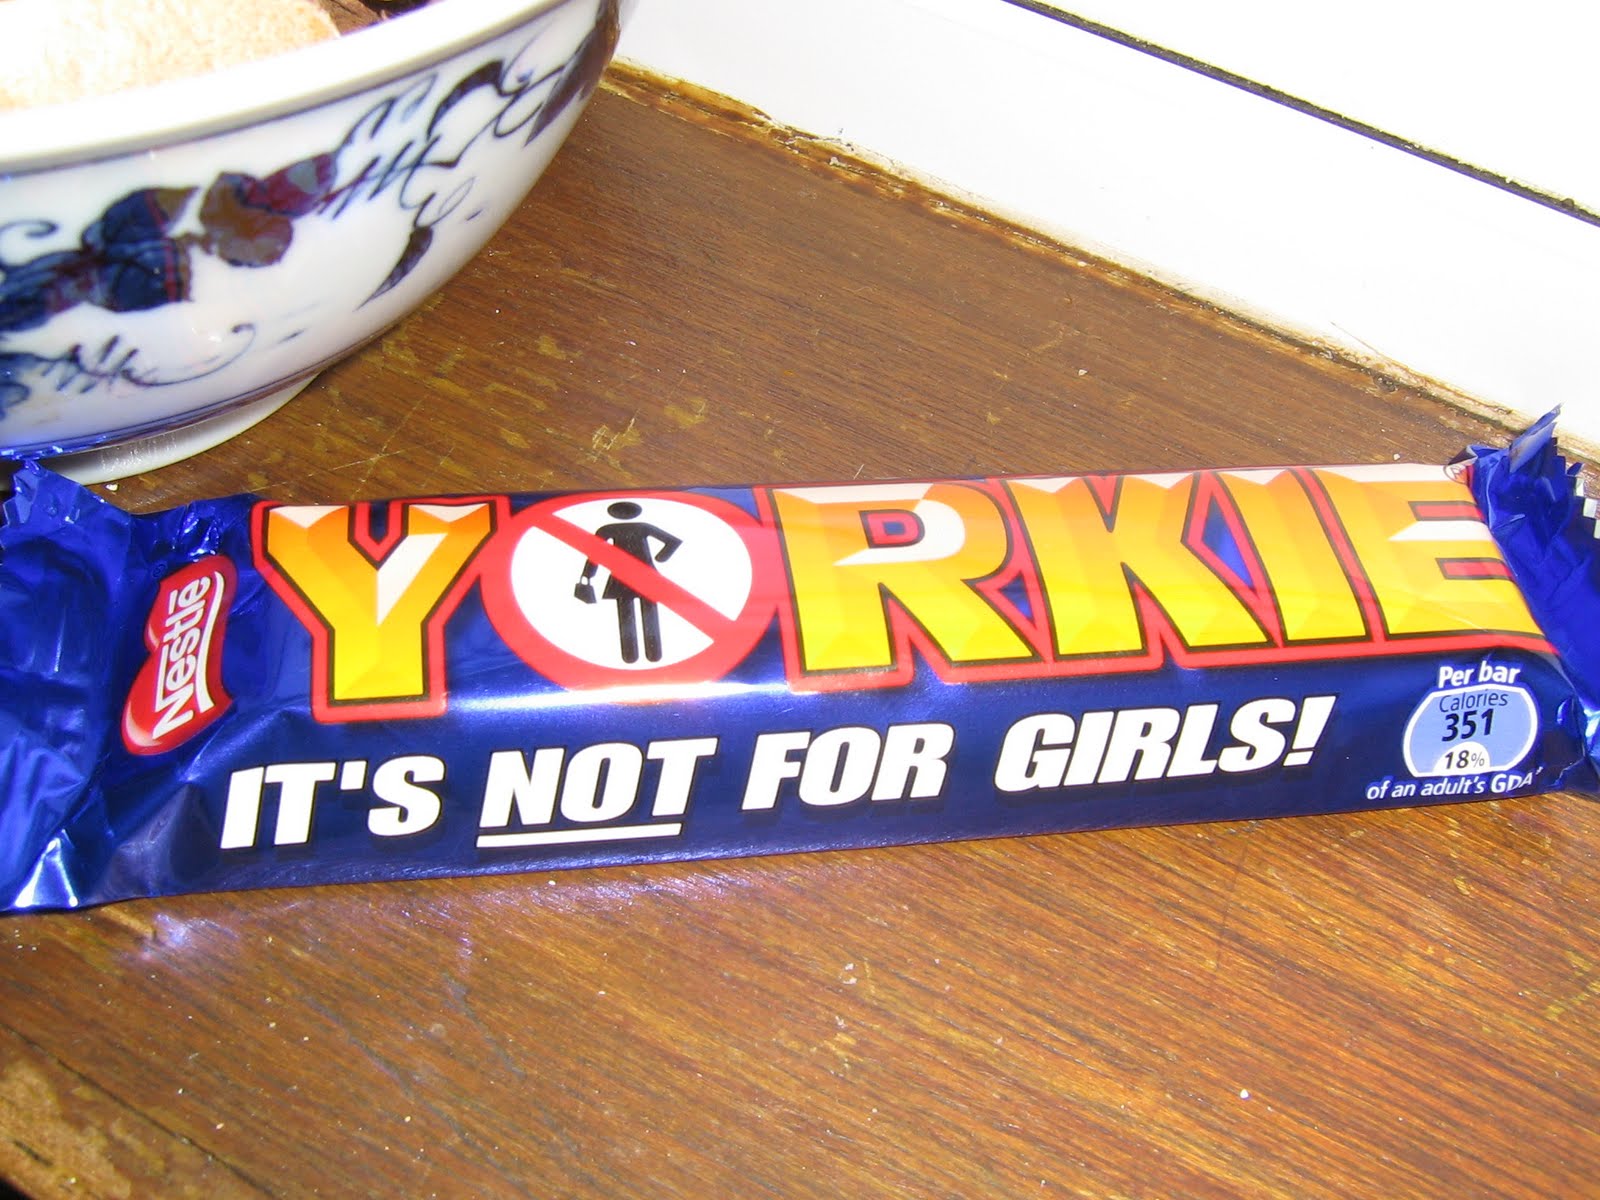 Nestlé
YORKIE
IT'S NOT FOR GIRLS!
Per bar
Calories
351
18%
of an adult's GDA*